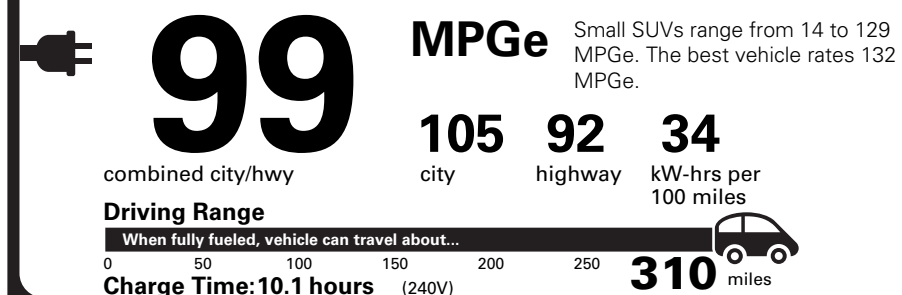 99
MPGe
Small SUVs range from 14 to 129
MPGe. The best vehicle rates 132
MPGe.
105 92 34
combined city/hwy city highway kW-hrs per
100 miles
Driving Range
When fully fueled, vehicle can travel about...
0 50 100 150 200 250 310 miles
Charge Time: 10.1 hours (240V)